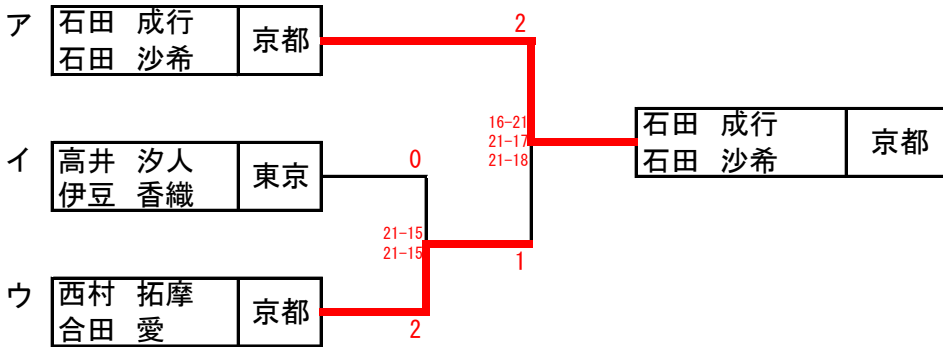 ア 石田 成行 京都
石田 沙希
2
16-21
21-17
21-18
石田 成行 京都
石田 沙希
イ 高井 汐人 東京
伊豆 香織
0
21-15
21-15
1
ウ 西村 拓摩 京都
合田 愛
2